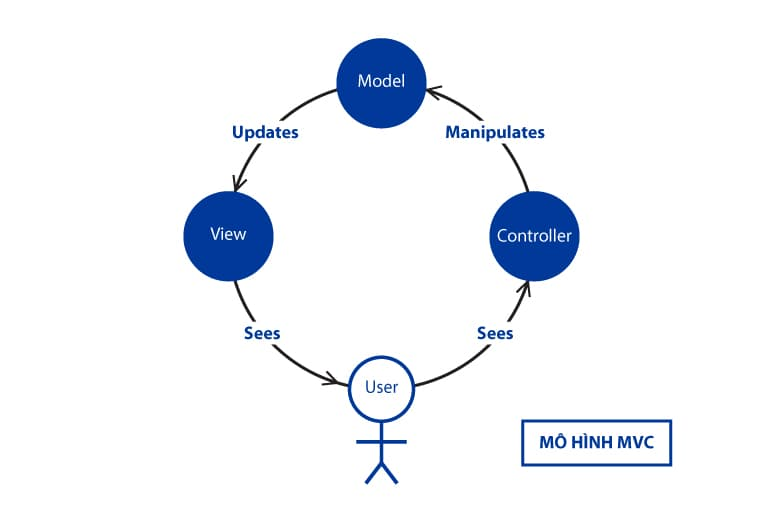 Model
Updates
Manipulates
View
Controller
Sees
Sees
User
MÔ HÌNH MVC